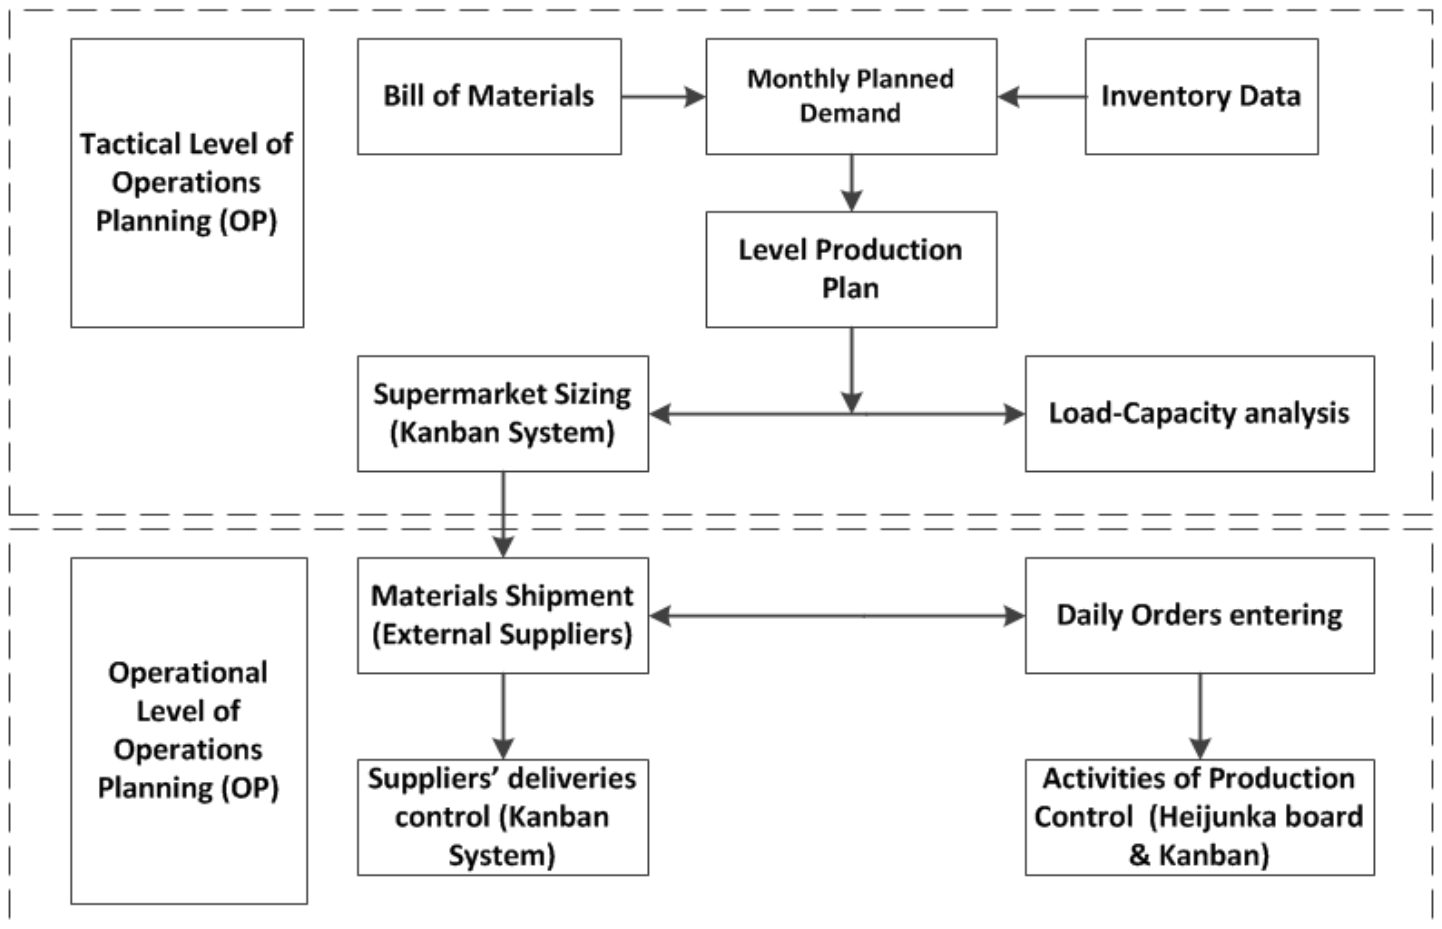 Tactical Level of
Operations
Planning (OP)
Bill of Materials
Monthly Planned
Demand
Inventory Data
Level Production
Plan
Supermarket Sizing
(Kanban System)
Load-Capacity analysis
Operational
Level of
Operations
Planning (OP)
Materials Shipment
(External Suppliers)
Daily Orders entering
Suppliers’ deliveries
control (Kanban
System)
Activities of Production
Control  (Heijunka board
& Kanban)